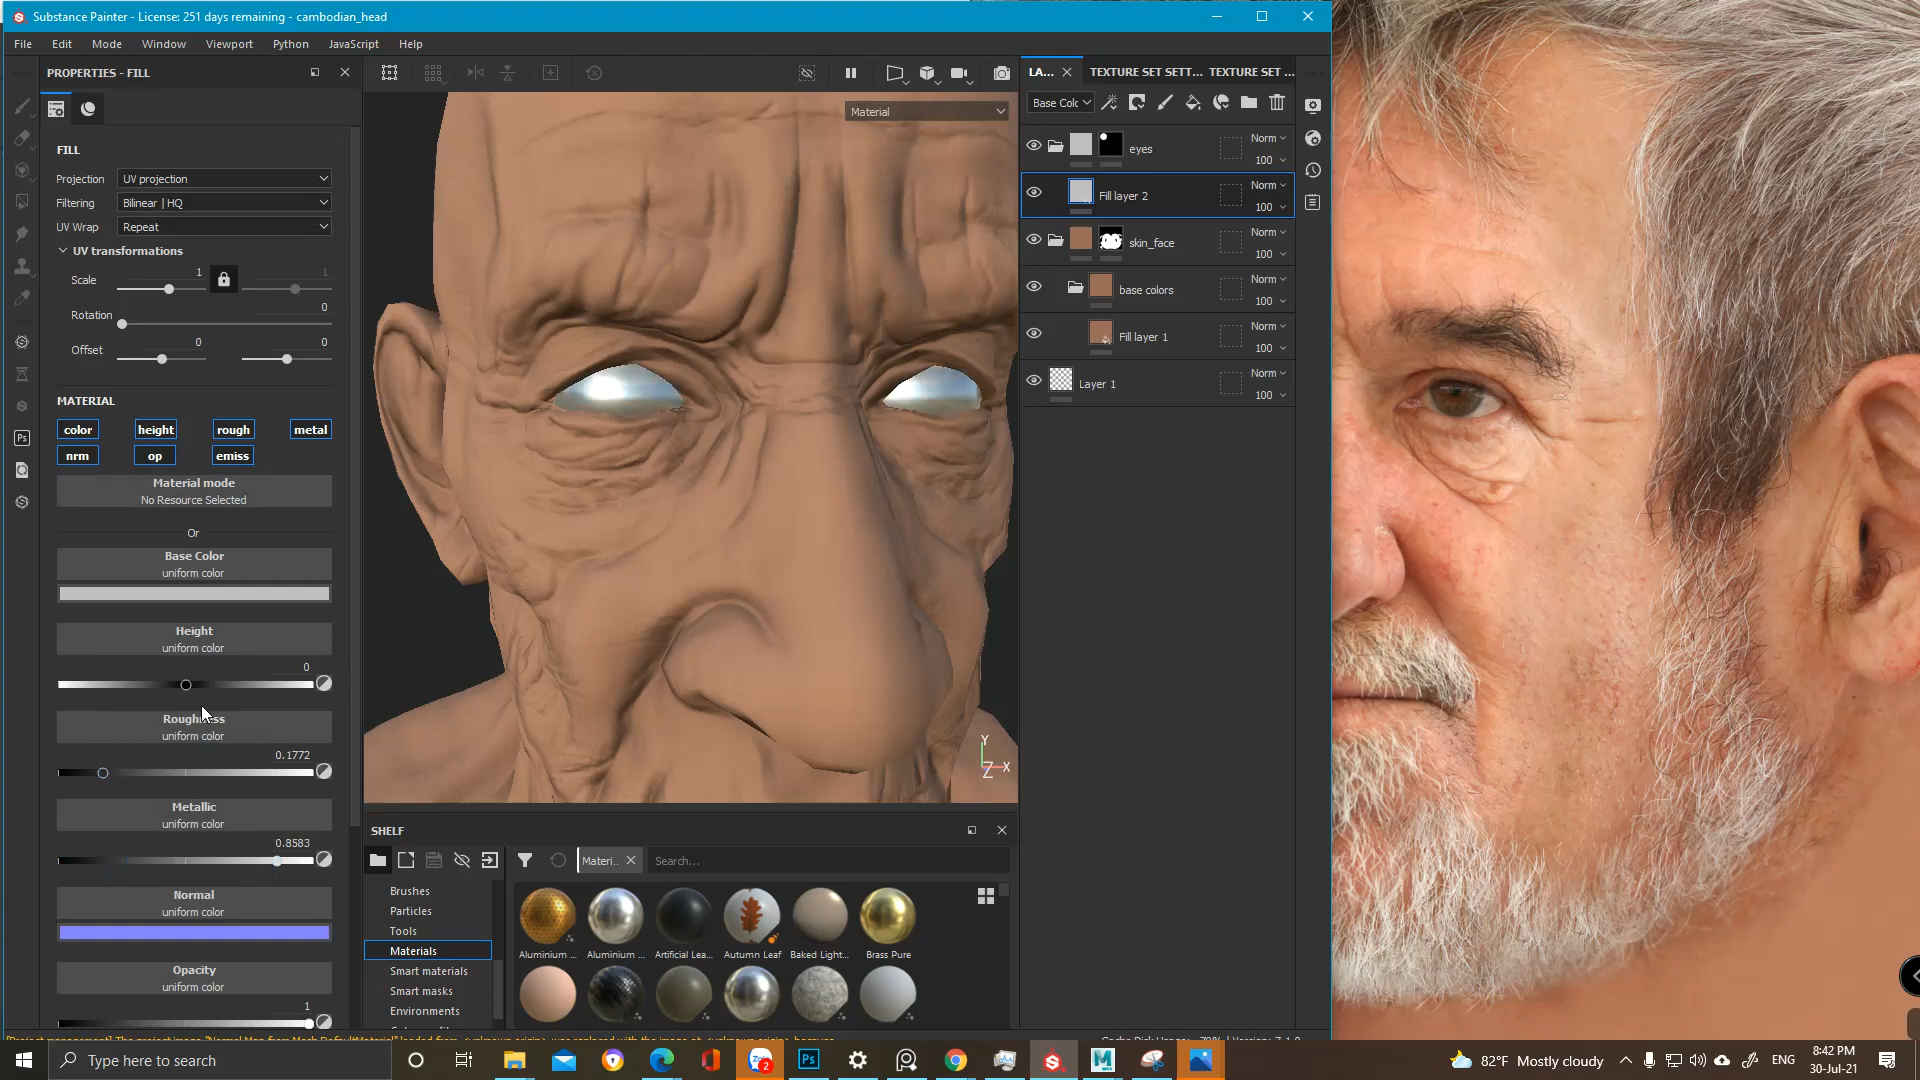 Substance Painter - License: 251 days remaining - cambodian_head
File Edit Mode Window Viewport Python JavaScript Help
PROPERTIES - FILL
FILL
Projection UV projection
Filtering Bilinear | HQ
UV Wrap Repeat
UV transformations
Scale 1 1
Rotation 0
Offset 0 0
MATERIAL
color height rough metal
nrm op emiss
Material mode
No Resource Selected
Or
Base Color
uniform color
Height
uniform color
0
Roughness
uniform color
0.1772
Metallic
uniform color
0.8583
Normal
uniform color
Opacity
uniform color
1
Material
Y
Z X
LA... TEXTURE SET SETT... TEXTURE SET ...
Base Colc
eyes Norm 100
Fill layer 2 Norm 100
skin_face Norm 100
base colors Norm 100
Fill layer 1 Norm 100
Layer 1 Norm 100
Ps
SHELF
Materi.. Search...
Brushes
Particles
Tools
Materials
Smart materials
Smart masks
Environments
Aluminium ... Aluminium ... Artificial Lea... Autumn Leaf Baked Light... Brass Pure
Type here to search
Ps
2
82°F Mostly cloudy
ENG
8:42 PM
30-Jul-21